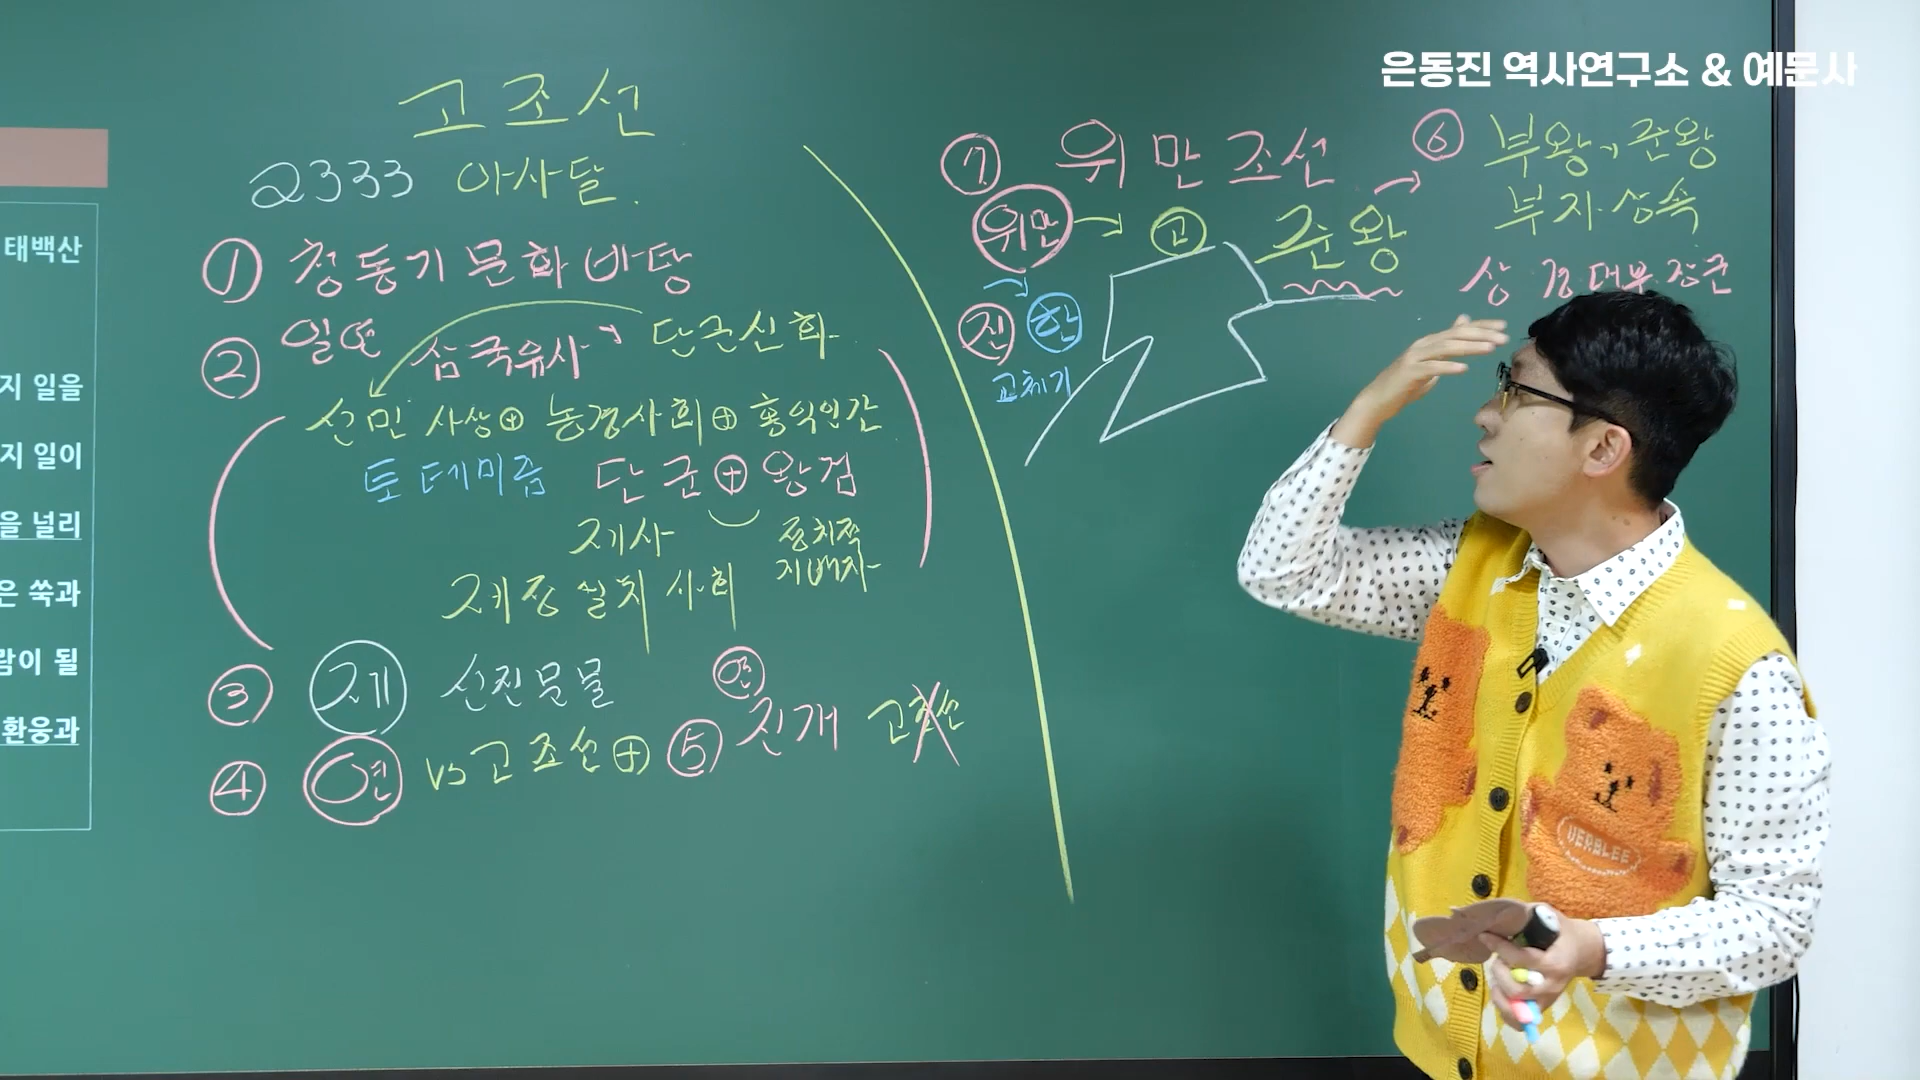 은동진 역사연구소 & 예문사
태백산
지 일을
지 일이
을 널리
은 쑥과
람이 될
환웅과
고조선
2333 아사달
① 청동기 문화 바탕
② 일연 삼국유사 단군신화
선민 사상 ⊕ 농경사회 ⊕ 홍익인간
토테미즘 단군 ⊕ 왕검
제사 정치적
지배자
제정일치 사회
③ 제 선진문물
④ 연 vs 고조선 ⊕ ⑤ 연 진개 고조선
⑦ 위만조선
위만 → 고 준왕
진 한
교체기
⑥ 부왕, 준왕
부자상속
상 경 대부 장군
VERBLEE